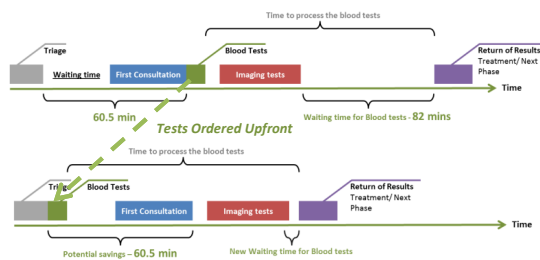 Time to process the blood tests
Triage
Blood Tests
Return of Results
Treatment/ Next
Phase
Waiting time
First Consultation
Imaging tests
Time
60.5 min
Waiting time for Blood tests - 82 mins
Tests Ordered Upfront
Time to process the blood tests
Triage
Blood Tests
Return of Results
Treatment/ Next
Phase
First Consultation
Imaging tests
Time
Potential savings – 60.5 min
New Waiting time for Blood tests